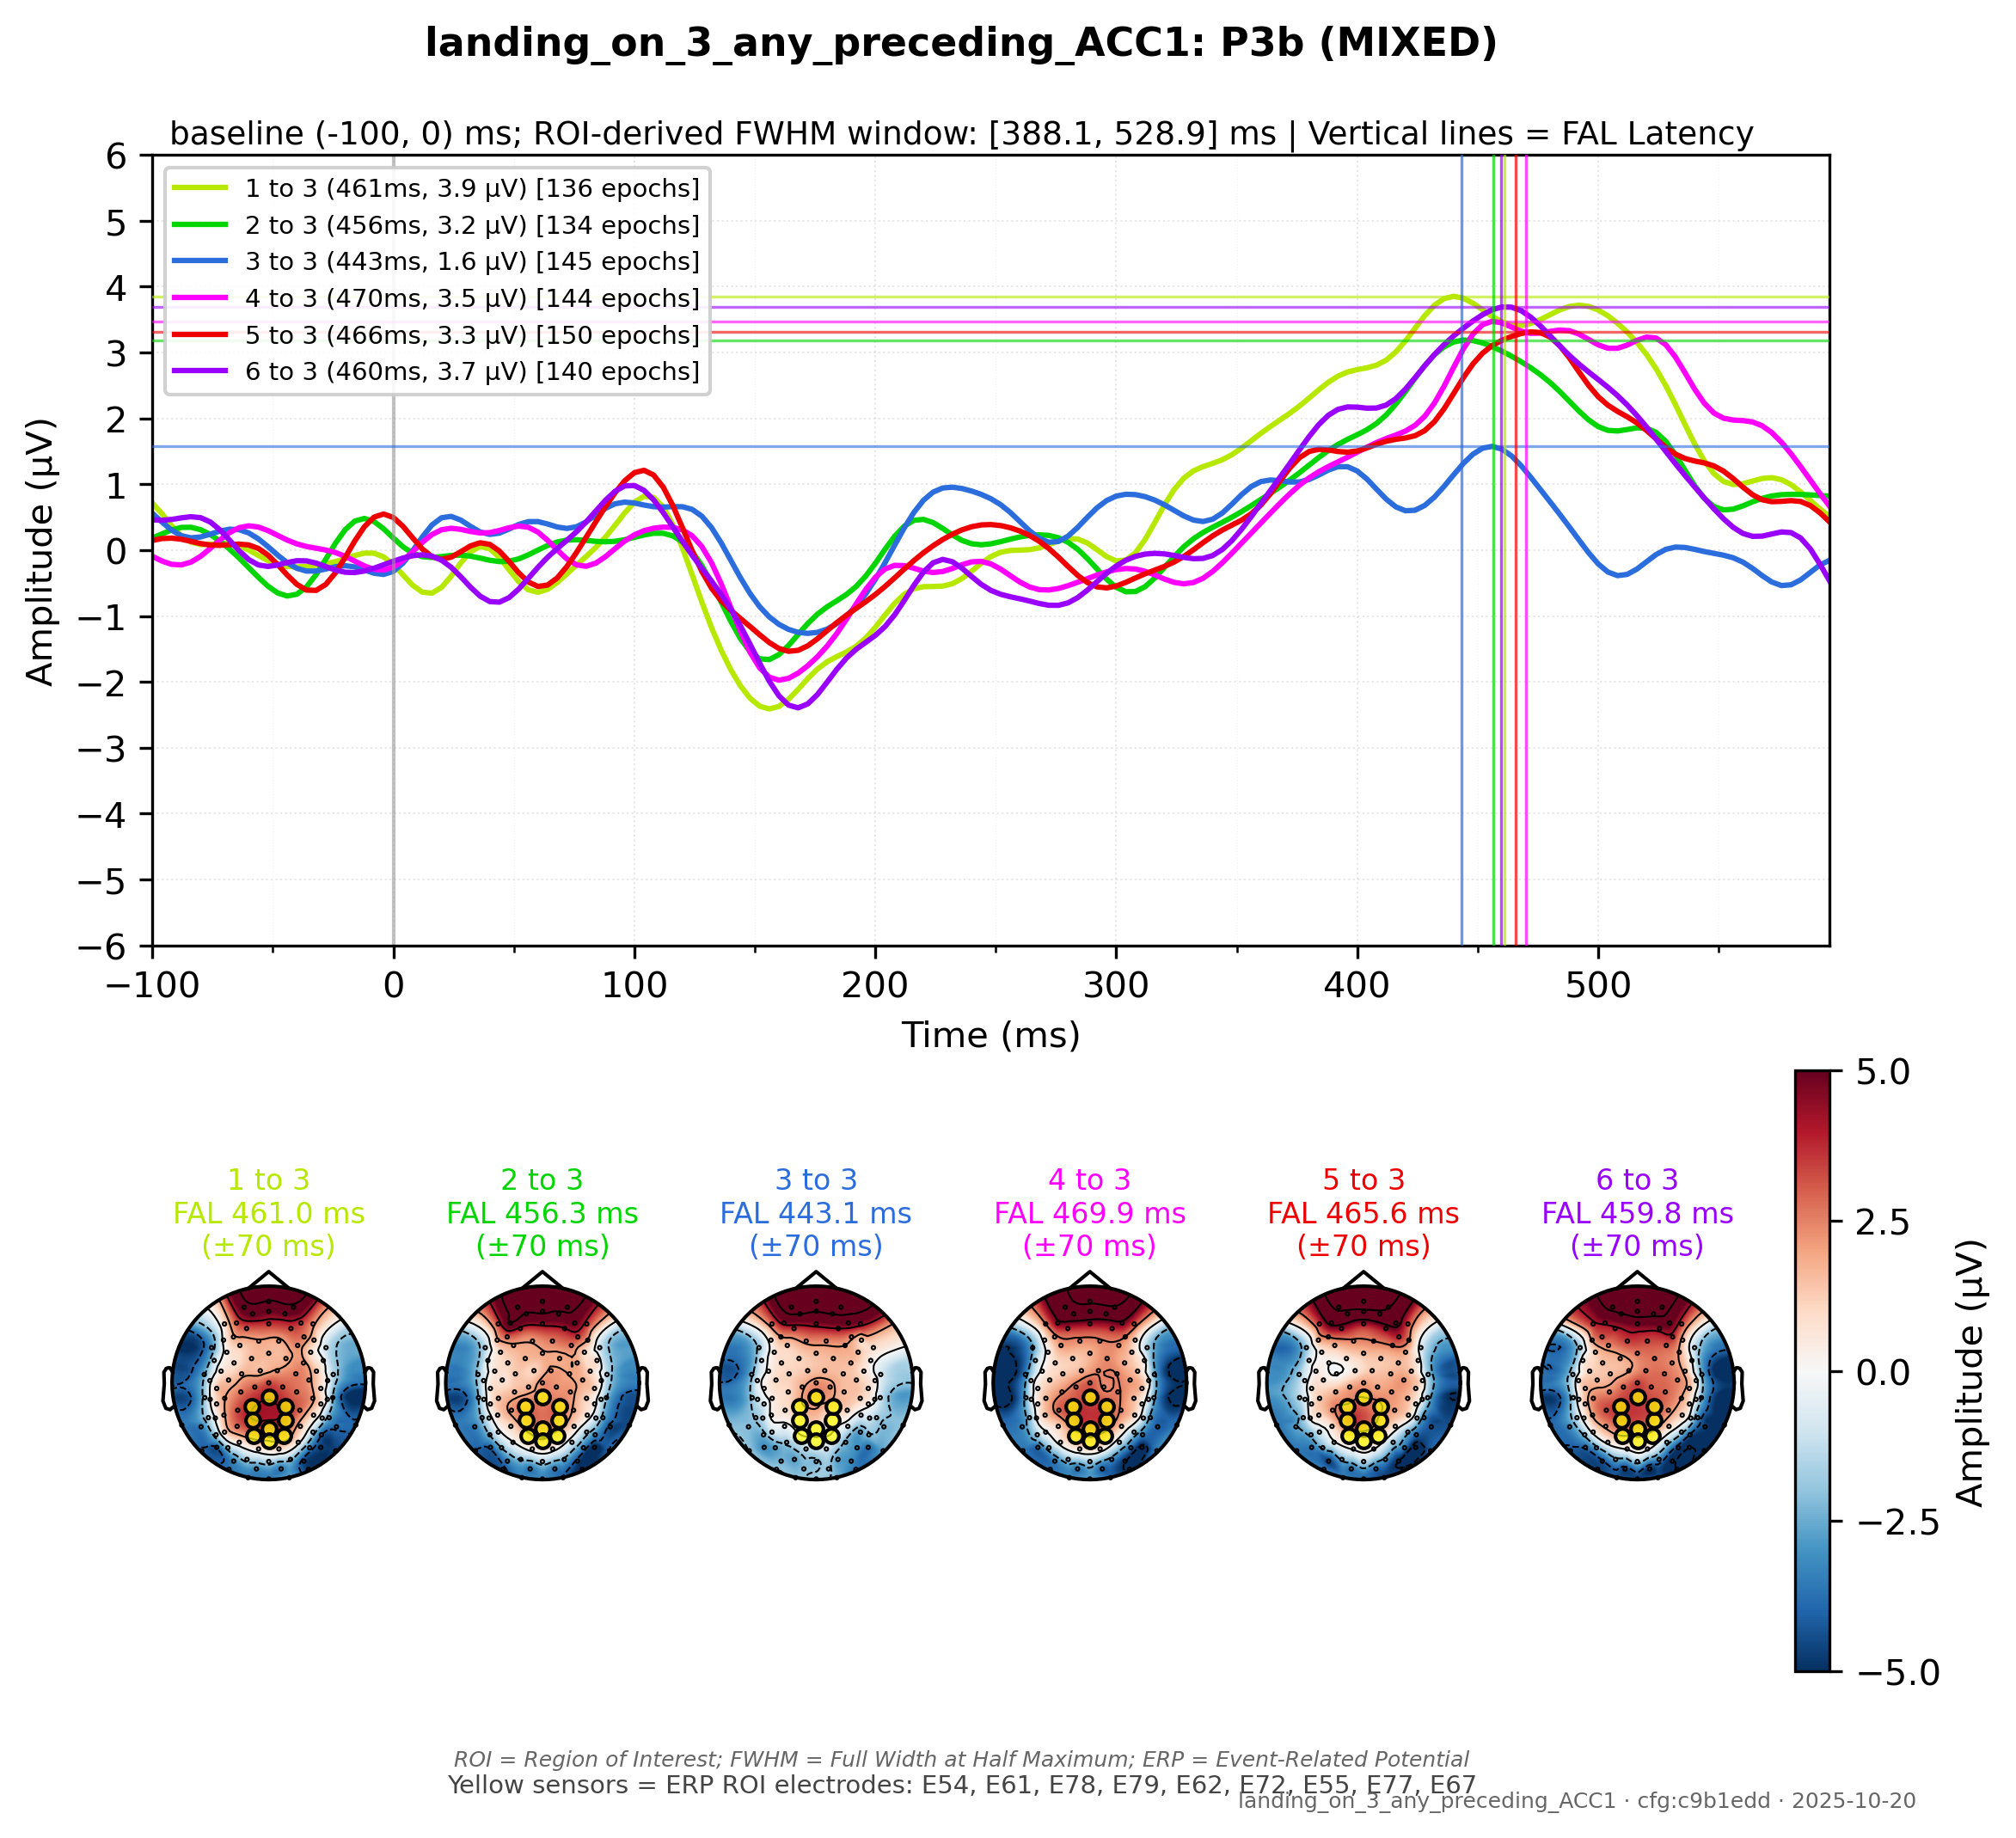 landing_on_3_any_preceding_ACC1: P3b (MIXED)
baseline (-100, 0) ms; ROI-derived FWHM window: [388.1, 528.9] ms | Vertical lines = FAL Latency
1 to 3 (461ms, 3.9 µV) [136 epochs]
2 to 3 (456ms, 3.2 µV) [134 epochs]
3 to 3 (443ms, 1.6 µV) [145 epochs]
4 to 3 (470ms, 3.5 µV) [144 epochs]
5 to 3 (466ms, 3.3 µV) [150 epochs]
6 to 3 (460ms, 3.7 µV) [140 epochs]
6
5
4
3
2
1
0
−1
−2
−3
−4
−5
−6
Amplitude (µV)
−100 0 100 200 300 400 500
Time (ms)
1 to 3
FAL 461.0 ms
(±70 ms)
2 to 3
FAL 456.3 ms
(±70 ms)
3 to 3
FAL 443.1 ms
(±70 ms)
4 to 3
FAL 469.9 ms
(±70 ms)
5 to 3
FAL 465.6 ms
(±70 ms)
6 to 3
FAL 459.8 ms
(±70 ms)
5.0
2.5
0.0
−2.5
−5.0
Amplitude (µV)
ROI = Region of Interest; FWHM = Full Width at Half Maximum; ERP = Event-Related Potential
Yellow sensors = ERP ROI electrodes: E54, E61, E78, E79, E62, E72, E55, E77, E67
landing_on_3_any_preceding_ACC1 · cfg:c9b1edd · 2025-10-20